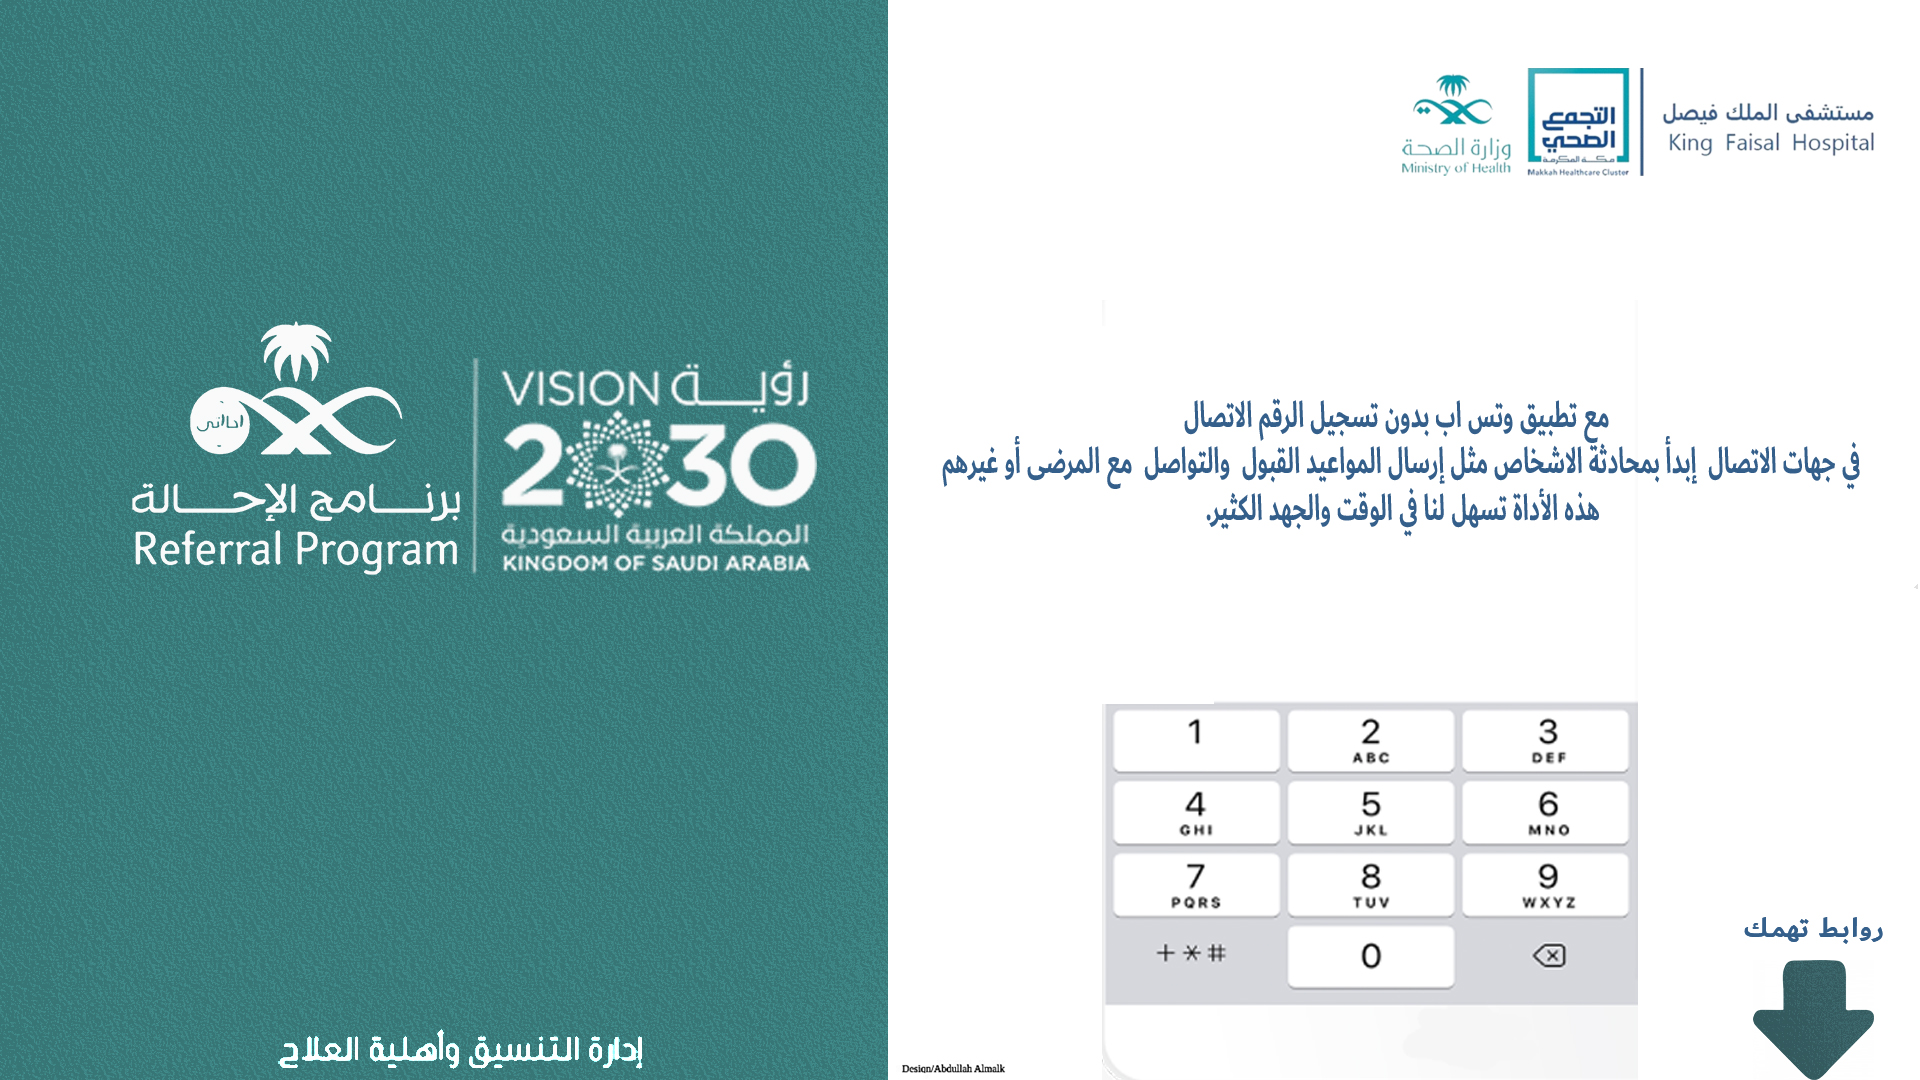 مستشفى الملك فيصل
King Faisal Hospital
التجمع
الصحي
مكة المكرمة
Makkah Healthcare Cluster
وزارة الصحة
Ministry of Health
VISION رؤيــة
2030
المملكة العربية السعودية
KINGDOM OF SAUDI ARABIA
احالتي
برنــامج الإحــالة
Referral Program
مع تطبيق وتس اب بدون تسجيل الرقم الاتصال
في جهات الاتصال إبدأ بمحادثة الاشخاص مثل إرسال المواعيد القبول والتواصل مع المرضى أو غيرهم
هذه الأداة تسهل لنا في الوقت والجهد الكثير.
1 2 3
ABC DEF
4 5 6
GHI JKL MNO
7 8 9
PQRS TUV WXYZ
+*# 0
روابط تهمك
إدارة التنسيق وأهلية العلاج
Design/Abdullah Almalk